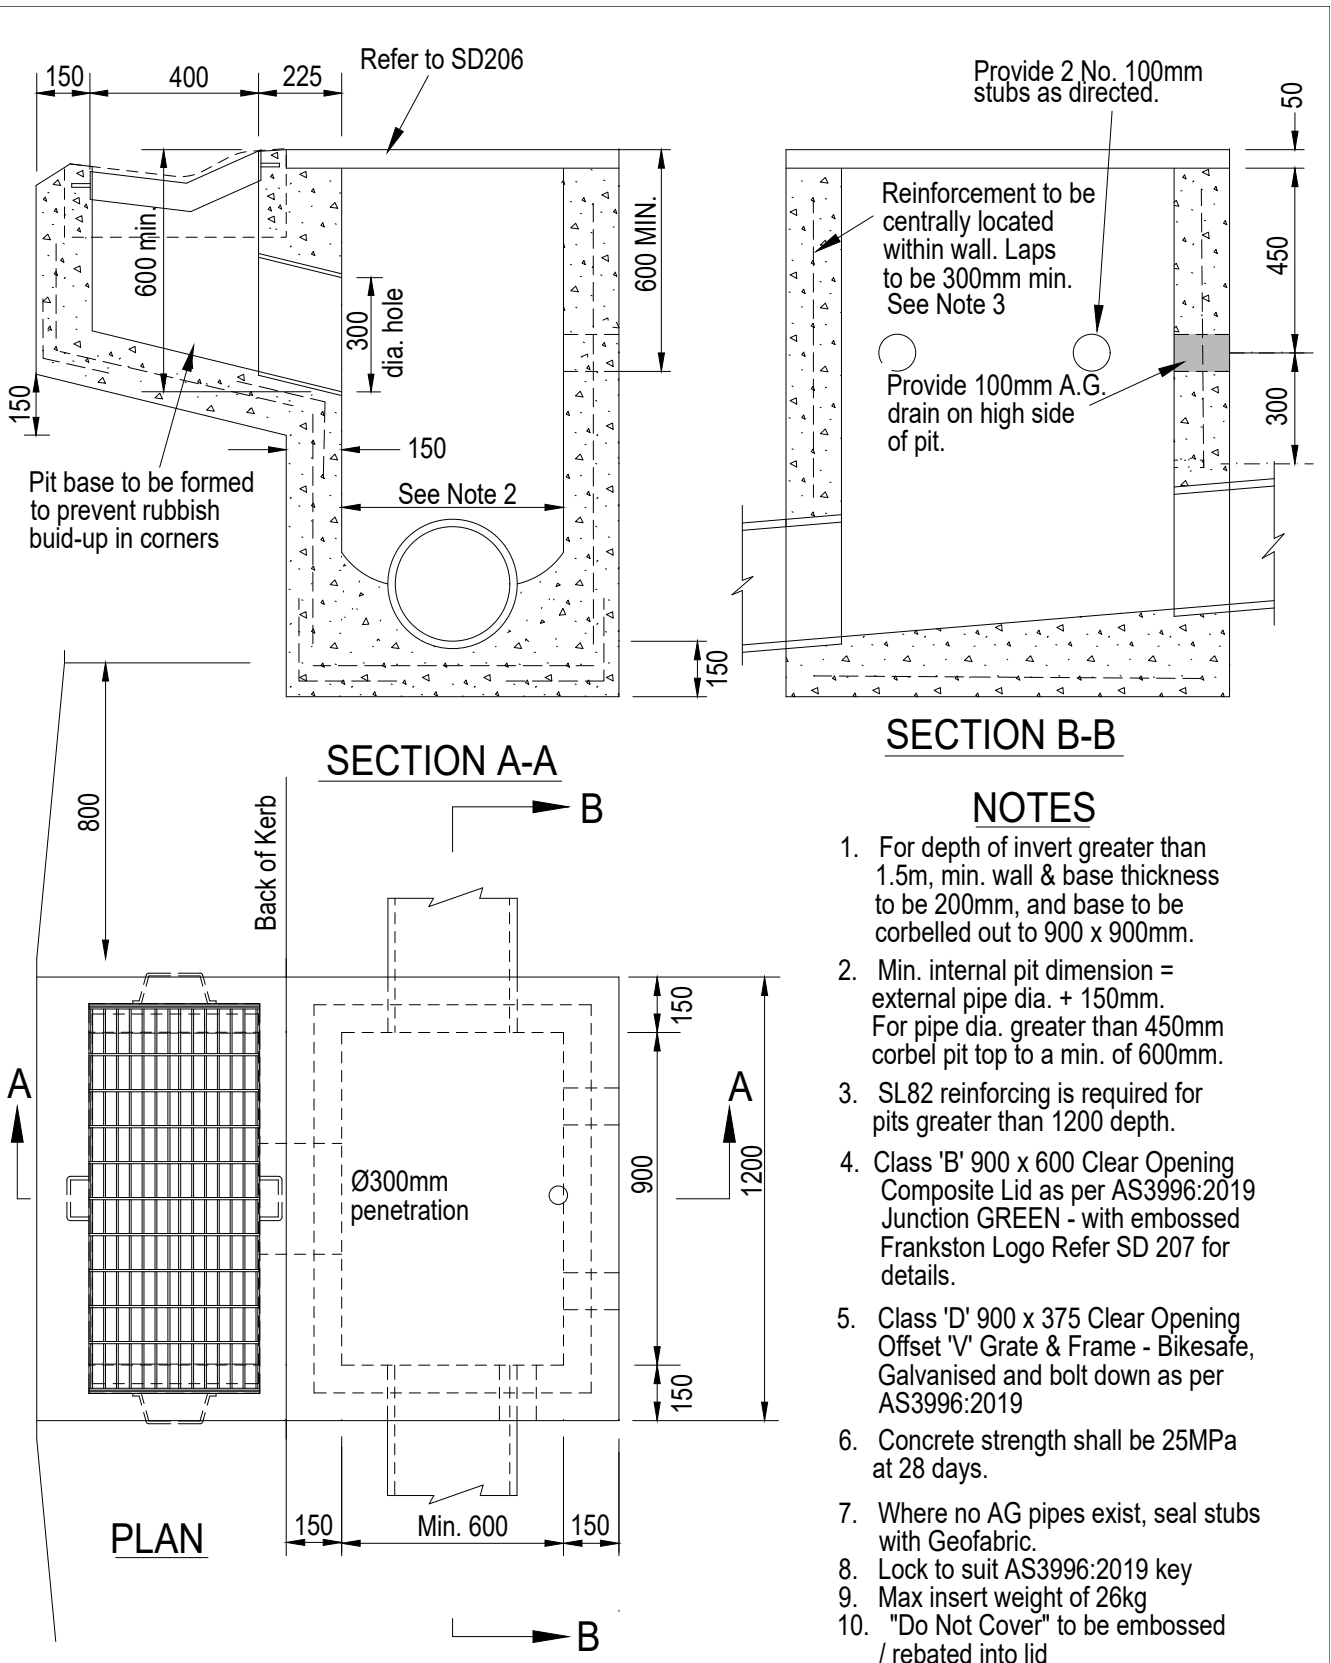 150
400
225
Refer to SD206
600 min.
300
dia. hole
600 MIN.
150
150
See Note 2
Pit base to be formed
to prevent rubbish
buid-up in corners
150
SECTION A-A
Provide 2 No. 100mm
stubs as directed.
50
Reinforcement to be
centrally located
within wall. Laps
to be 300mm min.
See Note 3
450
Provide 100mm A.G.
drain on high side
of pit.
300
SECTION B-B
800
Back of Kerb
B
A
A
150
900
1200
Ø300mm
penetration
150
150
Min. 600
150
PLAN
B
NOTES
1. For depth of invert greater than
1.5m, min. wall & base thickness
to be 200mm, and base to be
corbelled out to 900 x 900mm.
2. Min. internal pit dimension =
external pipe dia. + 150mm.
For pipe dia. greater than 450mm
corbel pit top to a min. of 600mm.
3. SL82 reinforcing is required for
pits greater than 1200 depth.
4. Class 'B' 900 x 600 Clear Opening
Composite Lid as per AS3996:2019
Junction GREEN - with embossed
Frankston Logo Refer SD 207 for
details.
5. Class 'D' 900 x 375 Clear Opening
Offset 'V' Grate & Frame - Bikesafe,
Galvanised and bolt down as per
AS3996:2019
6. Concrete strength shall be 25MPa
at 28 days.
7. Where no AG pipes exist, seal stubs
with Geofabric.
8. Lock to suit AS3996:2019 key
9. Max insert weight of 26kg
10. "Do Not Cover" to be embossed
/ rebated into lid